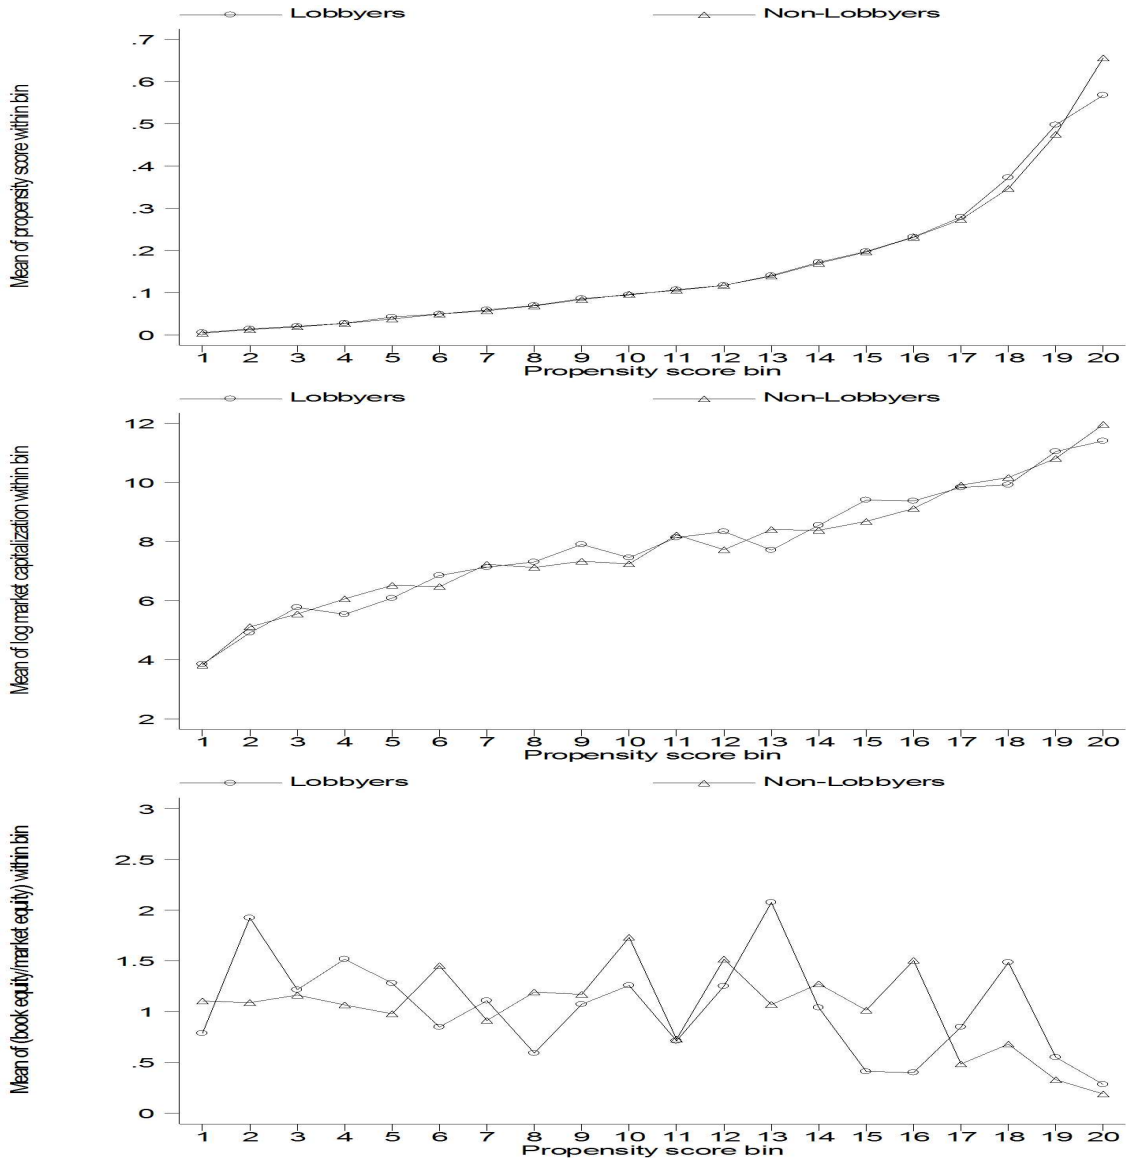 Lobbyers Non-Lobbyers
Mean of propensity score within bin
.7
.6
.5
.4
.3
.2
.1
0
1 2 3 4 5 6 7 8 9 10 11 12 13 14 15 16 17 18 19 20
Propensity score bin
Lobbyers Non-Lobbyers
Mean of log market capitalization within bin
12
10
8
6
4
2
1 2 3 4 5 6 7 8 9 10 11 12 13 14 15 16 17 18 19 20
Propensity score bin
Lobbyers Non-Lobbyers
Mean of (book equity/market equity) within bin
3
2.5
2
1.5
1
.5
0
1 2 3 4 5 6 7 8 9 10 11 12 13 14 15 16 17 18 19 20
Propensity score bin